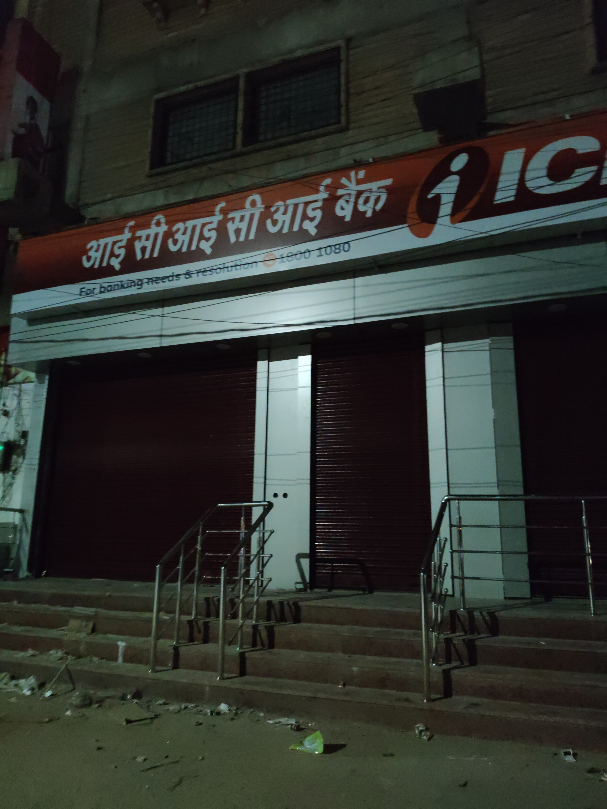 आई सी आई सी आई बैंक
i ICI
For banking needs & resolution 1800 1080